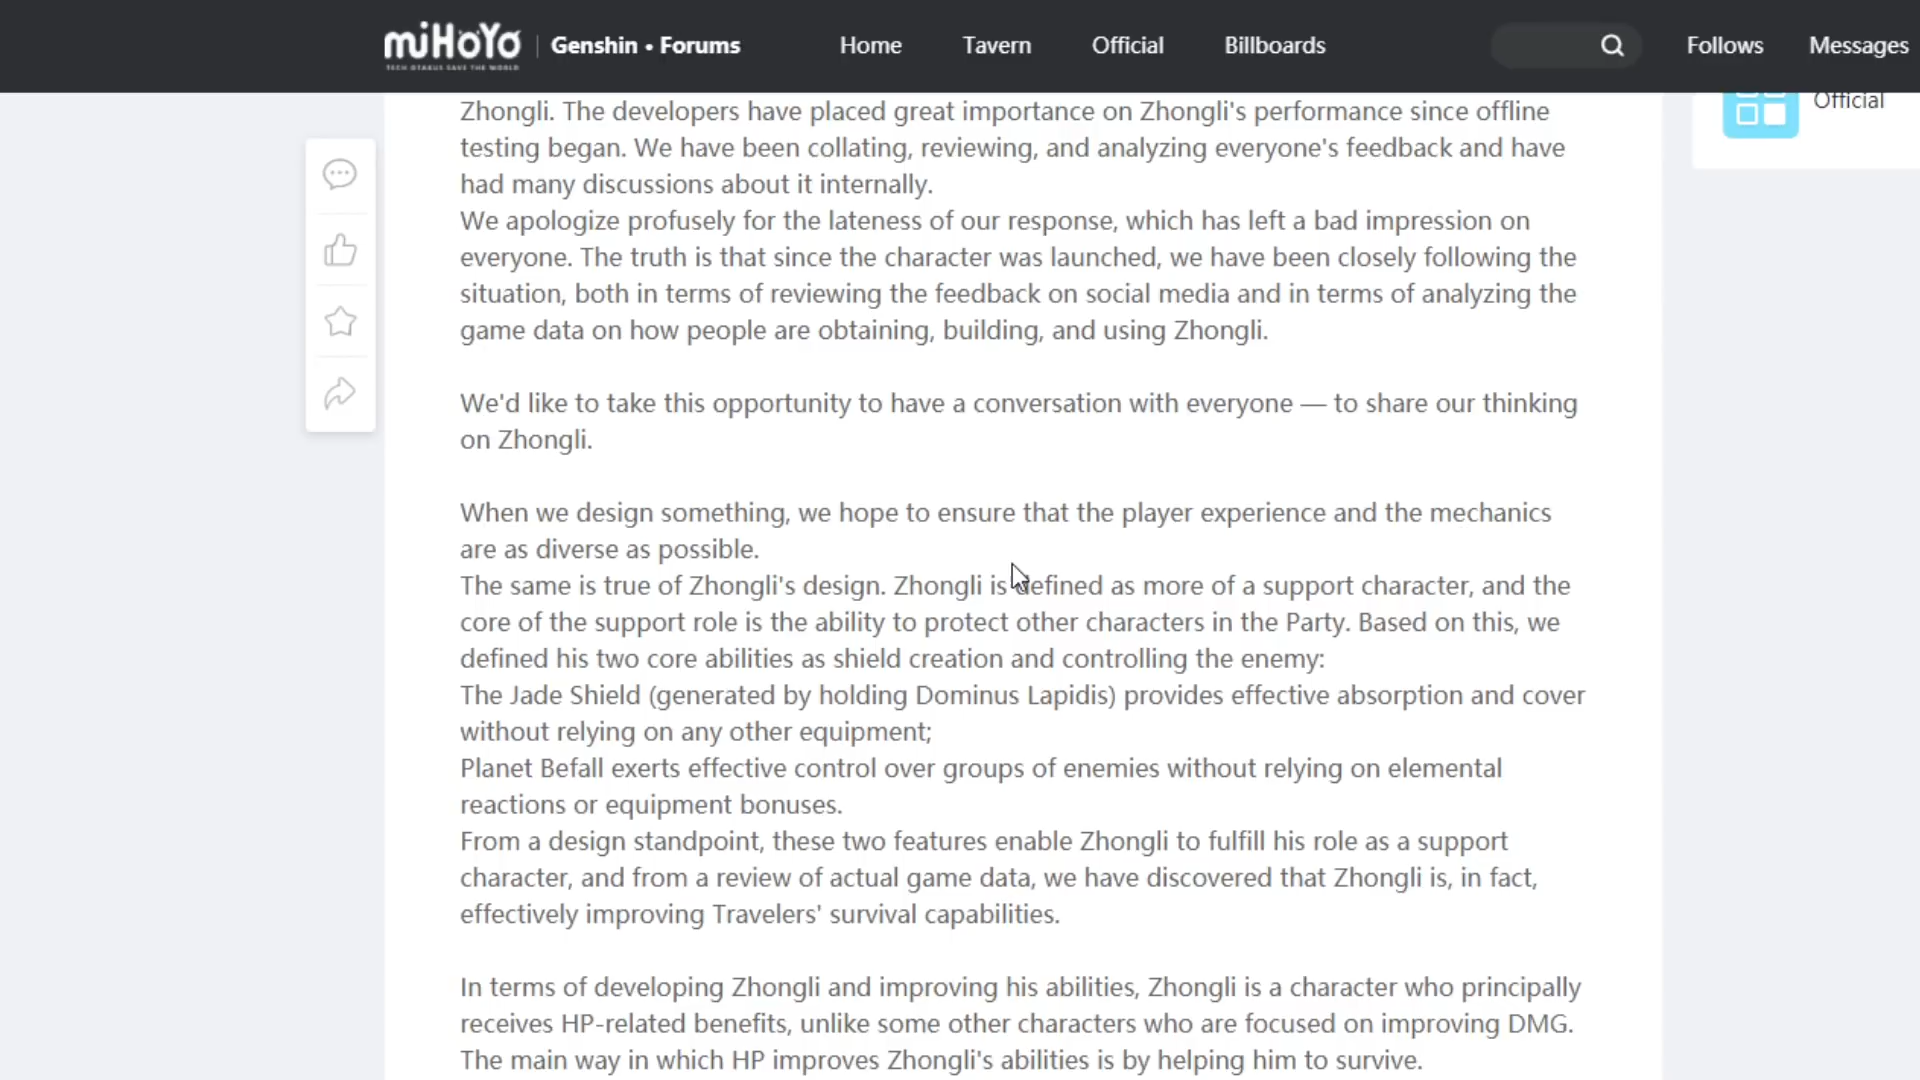 miHoYo
TECH OTAKUS SAVE THE WORLD
Genshin • Forums
Home
Tavern
Official
Billboards
Follows
Messages
Official
Zhongli. The developers have placed great importance on Zhongli's performance since offline
testing began. We have been collating, reviewing, and analyzing everyone's feedback and have
had many discussions about it internally.
We apologize profusely for the lateness of our response, which has left a bad impression on
everyone. The truth is that since the character was launched, we have been closely following the
situation, both in terms of reviewing the feedback on social media and in terms of analyzing the
game data on how people are obtaining, building, and using Zhongli.
We'd like to take this opportunity to have a conversation with everyone — to share our thinking
on Zhongli.
When we design something, we hope to ensure that the player experience and the mechanics
are as diverse as possible.
The same is true of Zhongli's design. Zhongli is defined as more of a support character, and the
core of the support role is the ability to protect other characters in the Party. Based on this, we
defined his two core abilities as shield creation and controlling the enemy:
The Jade Shield (generated by holding Dominus Lapidis) provides effective absorption and cover
without relying on any other equipment;
Planet Befall exerts effective control over groups of enemies without relying on elemental
reactions or equipment bonuses.
From a design standpoint, these two features enable Zhongli to fulfill his role as a support
character, and from a review of actual game data, we have discovered that Zhongli is, in fact,
effectively improving Travelers' survival capabilities.
In terms of developing Zhongli and improving his abilities, Zhongli is a character who principally
receives HP-related benefits, unlike some other characters who are focused on improving DMG.
The main way in which HP improves Zhongli's abilities is by helping him to survive.